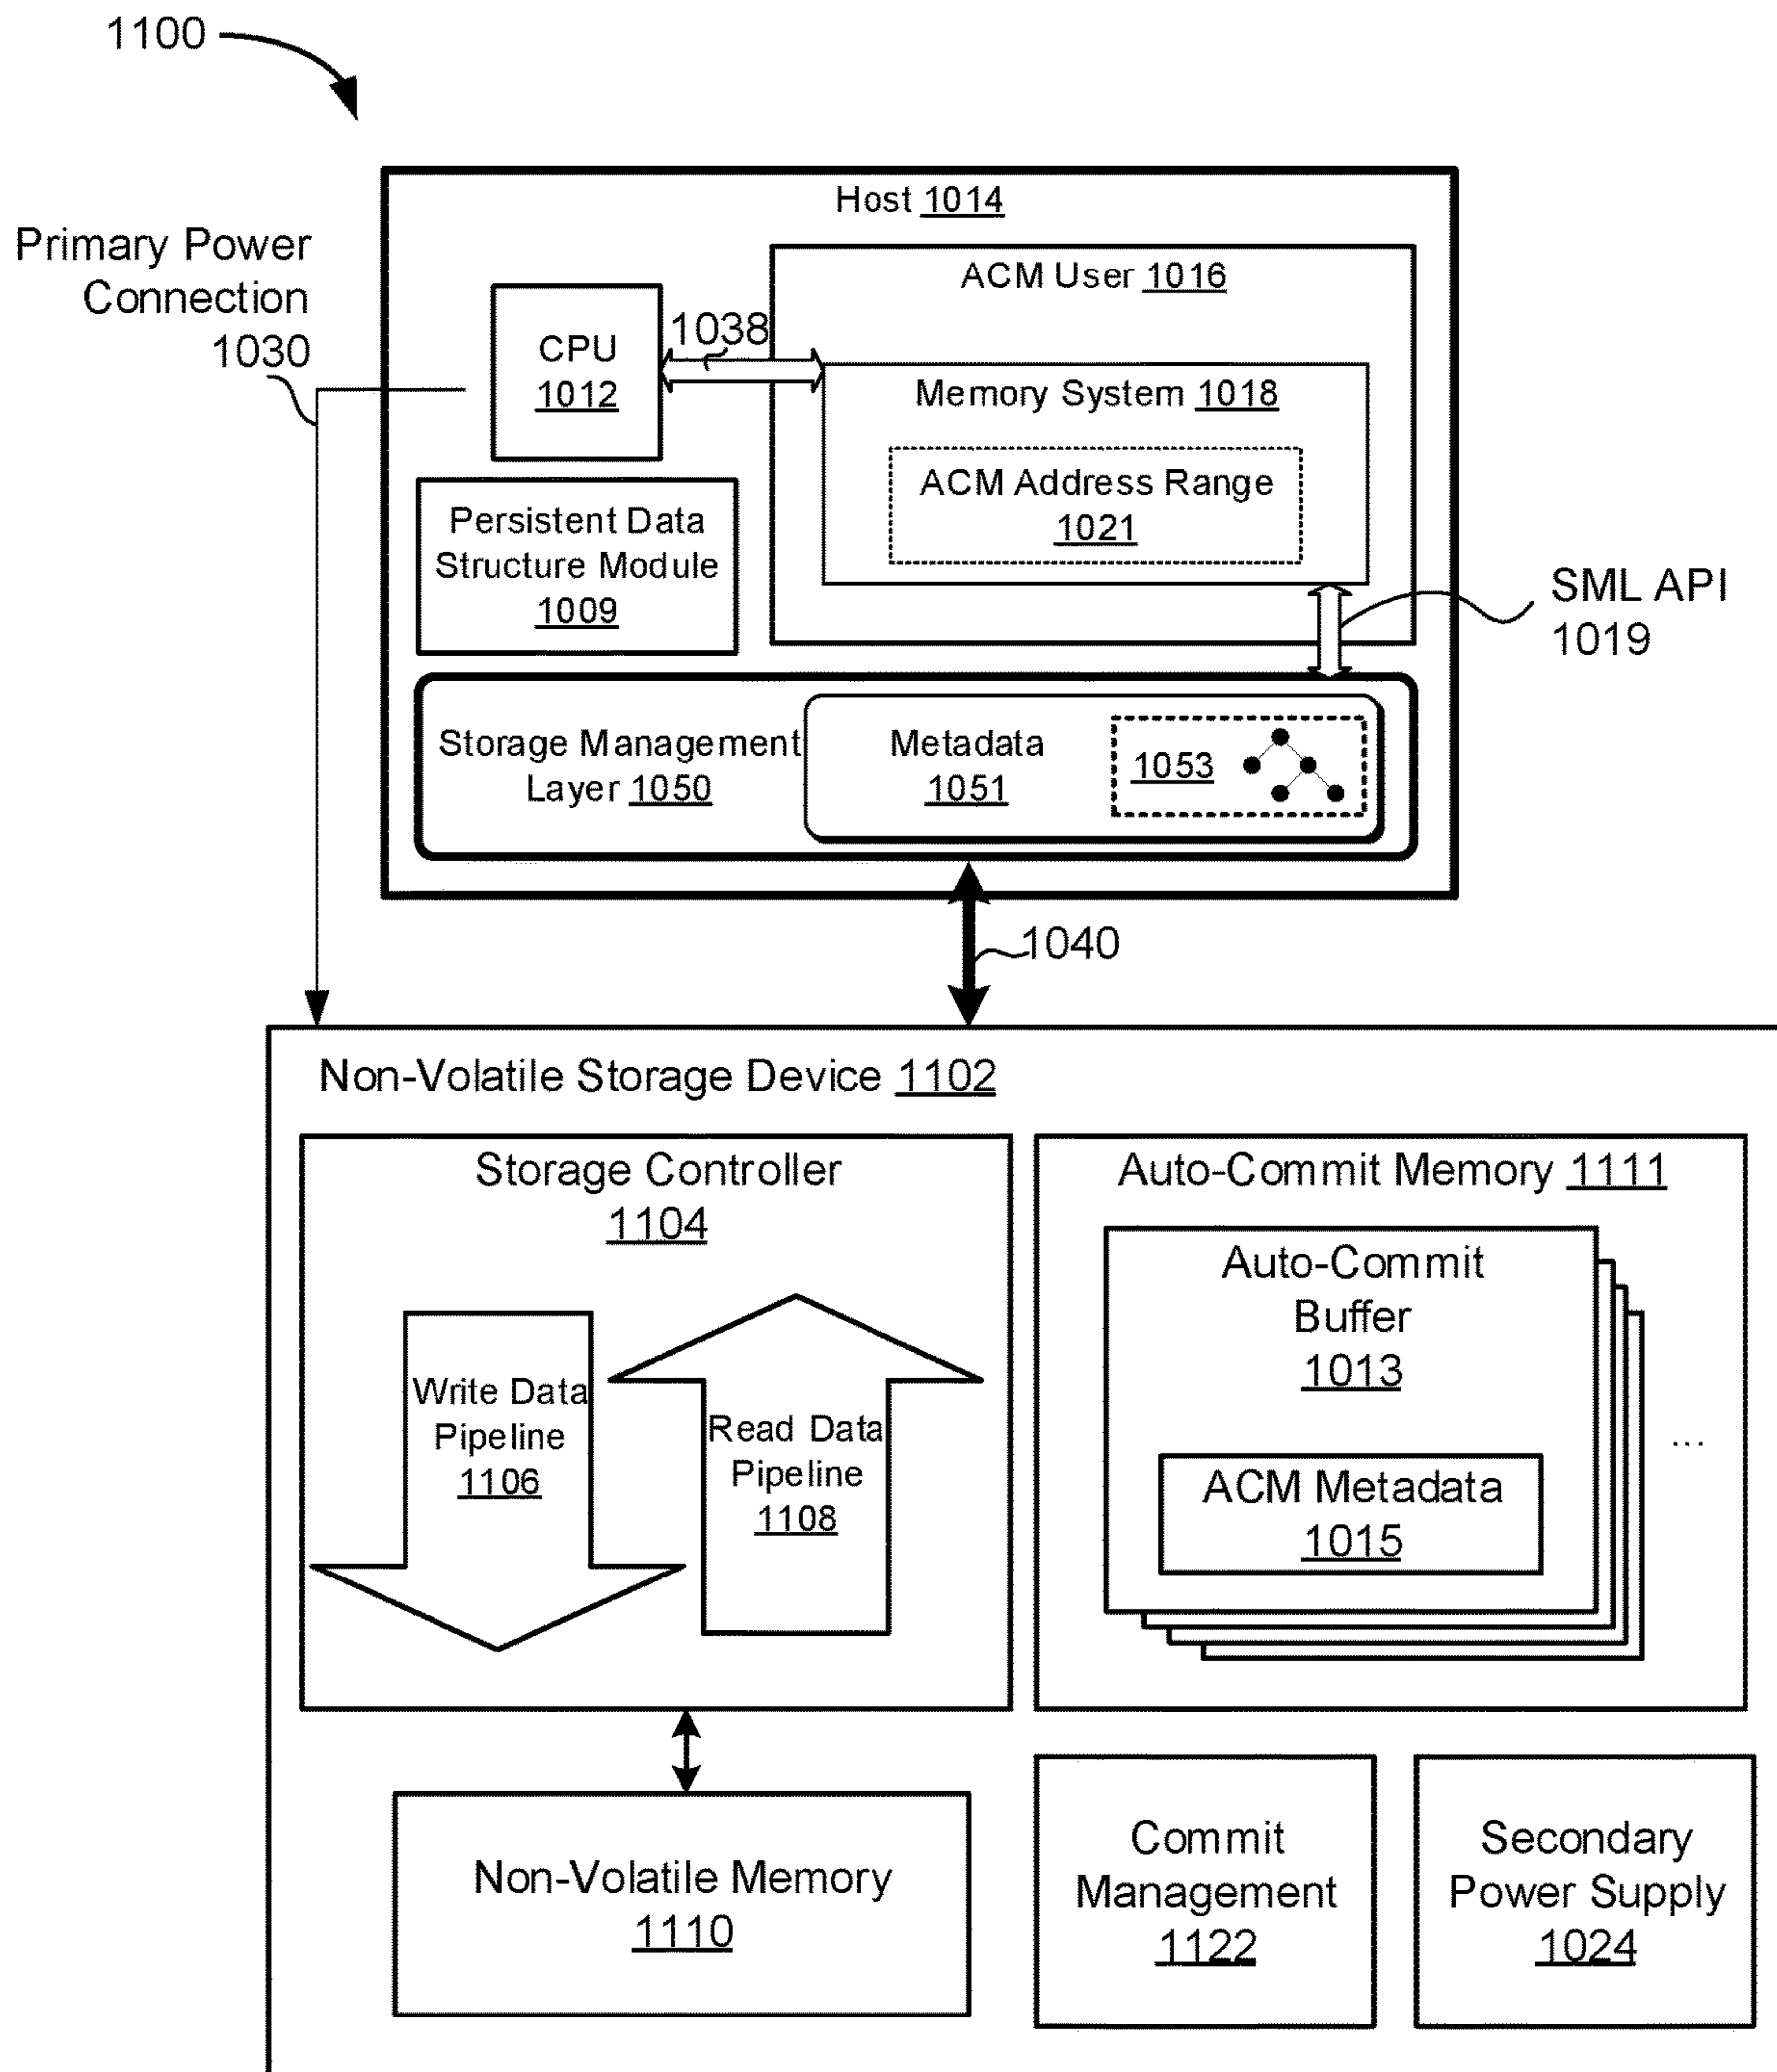 1100
Host 1014
Primary Power
Connection
1030
ACM User 1016
CPU
1012
1038
Memory System 1018
ACM Address Range
1021
Persistent Data
Structure Module
1009
SML API
1019
Storage Management
Layer 1050
Metadata
1051
1053
1040
Non-Volatile Storage Device 1102
Storage Controller
1104
Write Data
Pipeline
1106
Read Data
Pipeline
1108
Auto-Commit Memory 1111
Auto-Commit
Buffer
1013
ACM Metadata
1015
...
Non-Volatile Memory
1110
Commit
Management
1122
Secondary
Power Supply
1024